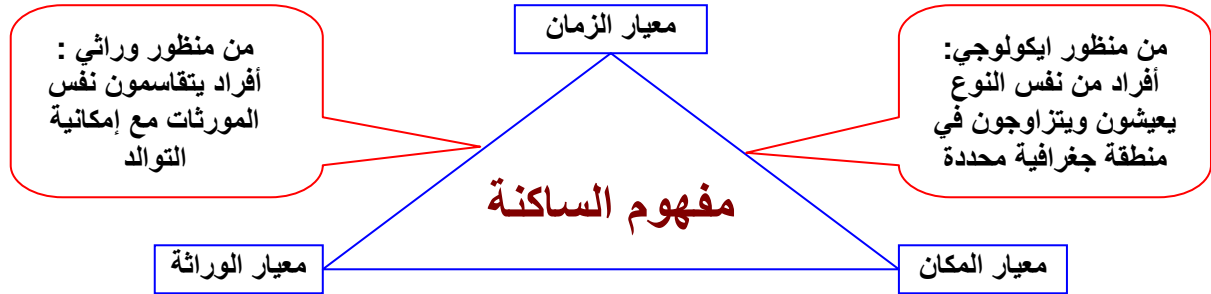 معيار الزمان
من منظور ايكولوجي:
أفراد من نفس النوع
يعيشون ويتزاوجون في
منطقة جغرافية محددة
من منظور وراثي :
أفراد يتقاسمون نفس
المورثات مع إمكانية
التوالد
مفهوم الساكنة
معيار المكان
معيار الوراثة